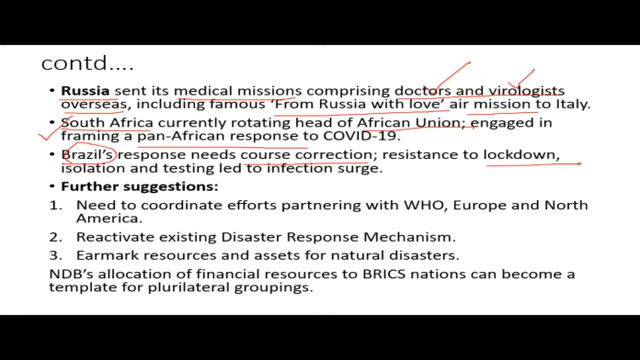 contd....
• Russia sent its medical missions comprising doctors and virologists
overseas, including famous 'From Russia with love' air mission to Italy.
• South Africa currently rotating head of African Union; engaged in
framing a pan-African response to COVID-19.
• Brazil's response needs course correction; resistance to lockdown,
isolation and testing led to infection surge.
• Further suggestions:
1. Need to coordinate efforts partnering with WHO, Europe and North
America.
2. Reactivate existing Disaster Response Mechanism.
3. Earmark resources and assets for natural disasters.
NDB's allocation of financial resources to BRICS nations can become a
template for plurilateral groupings.